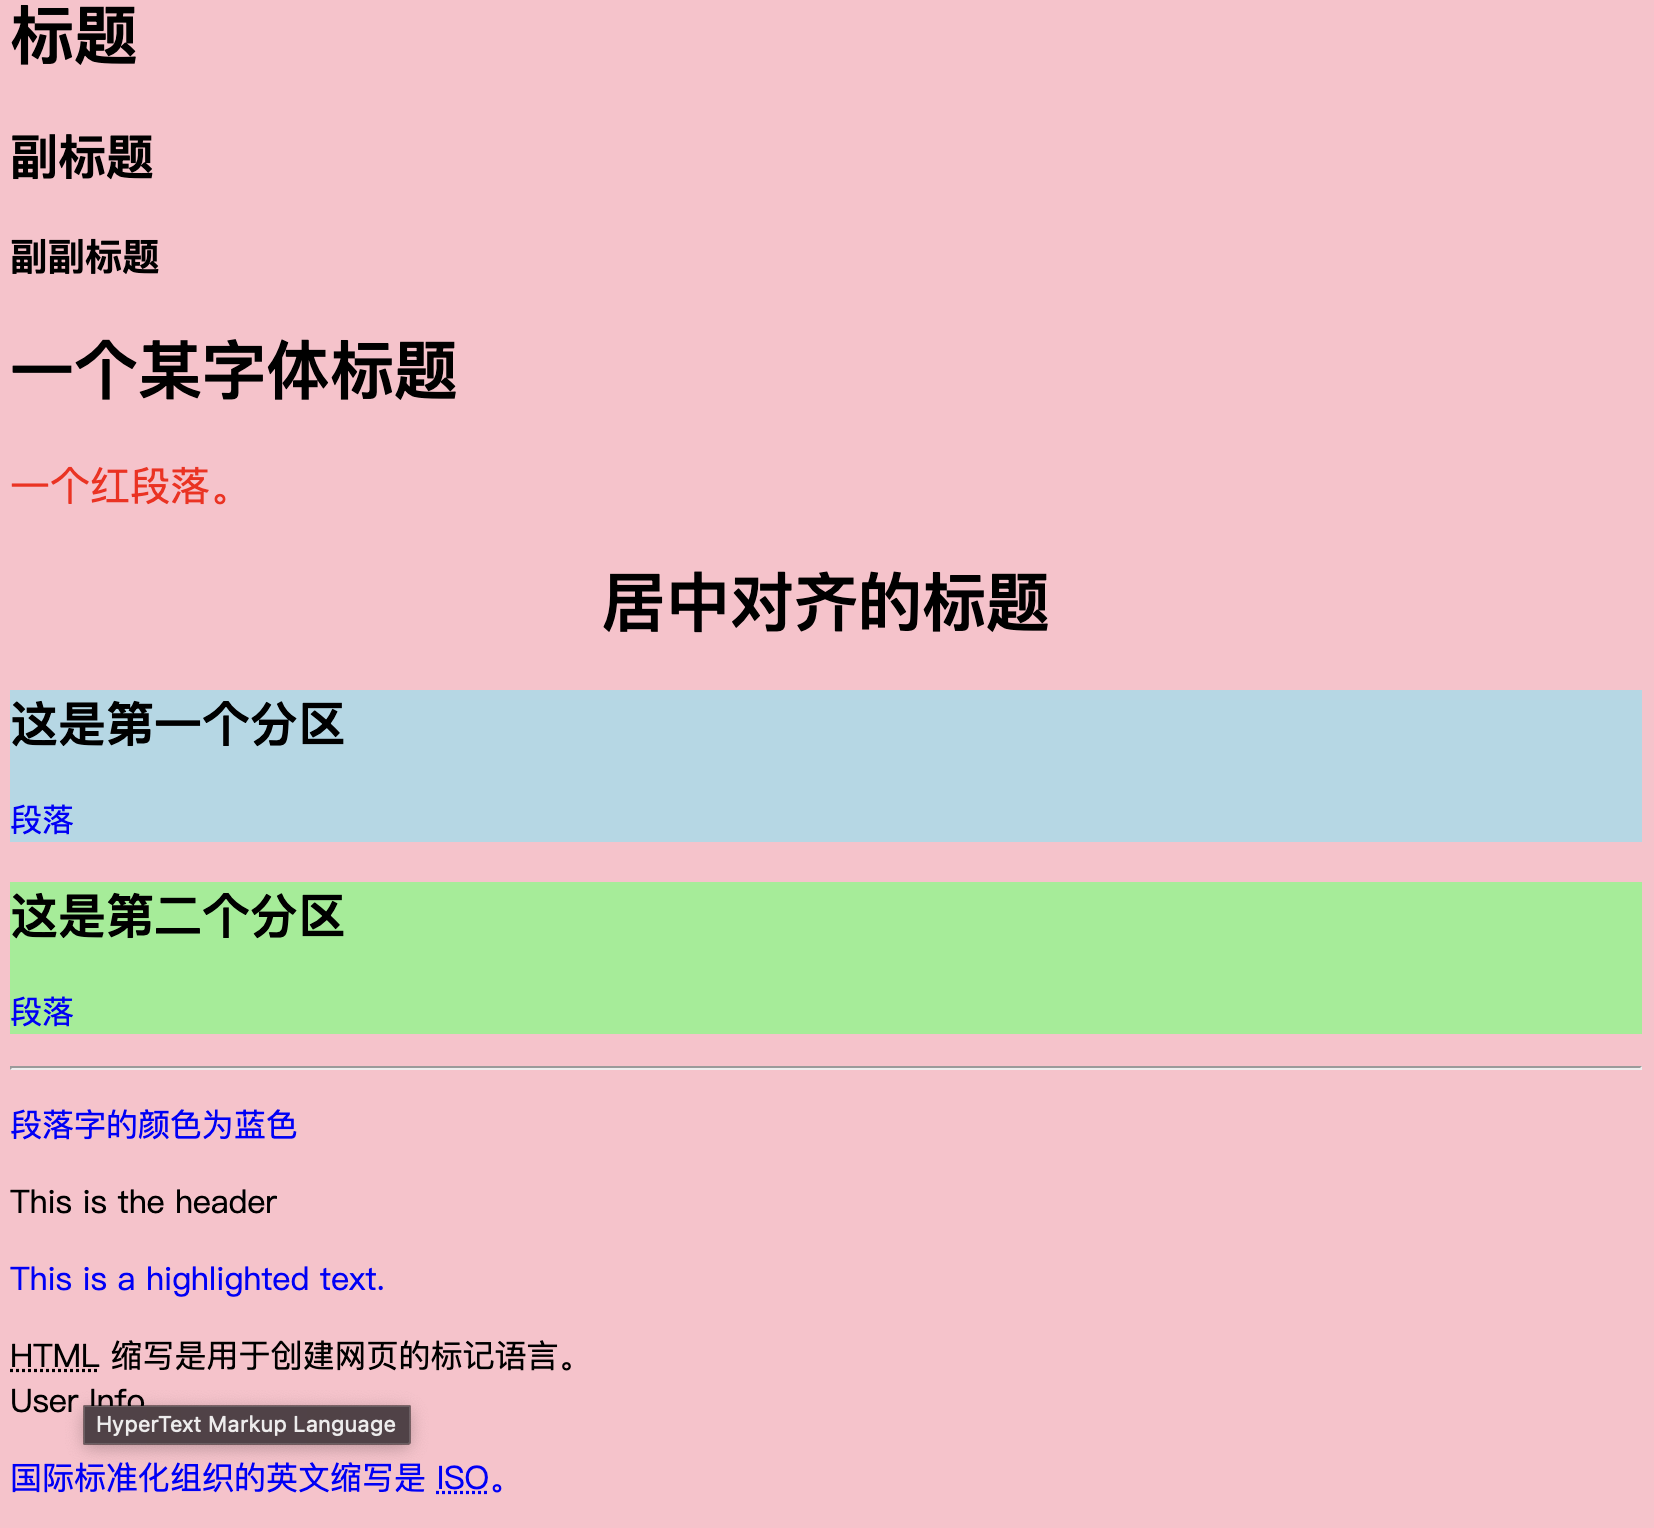 标题
副标题
副副标题
一个某字体标题
一个红段落。
居中对齐的标题
这是第一个分区
段落
这是第二个分区
段落
段落字的颜色为蓝色
This is the header
This is a highlighted text.
HTML 缩写是用于创建网页的标记语言。
User Info
HyperText Markup Language
国际标准化组织的英文缩写是 ISO。